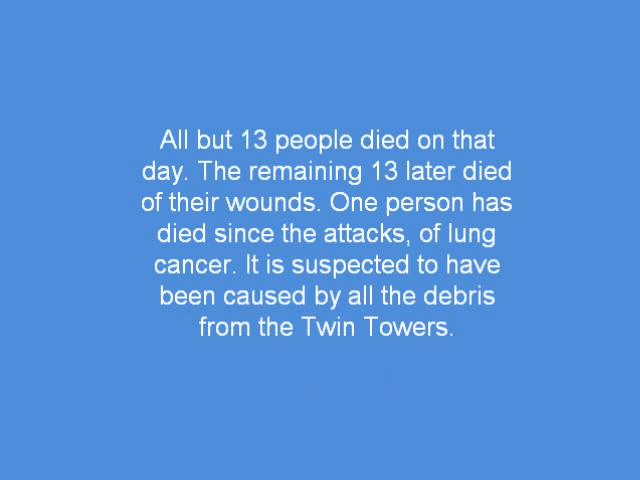 All but 13 people died on that
day. The remaining 13 later died
of their wounds. One person has
died since the attacks, of lung
cancer. It is suspected to have
been caused by all the debris
from the Twin Towers.